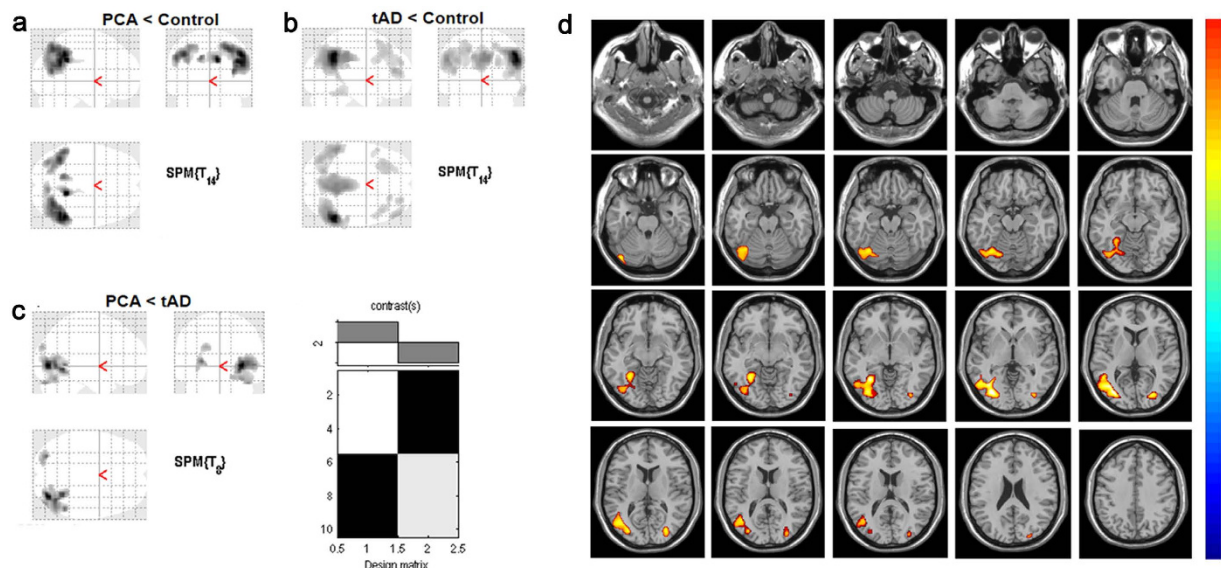 a
PCA < Control
SPM{T14}
b
tAD < Control
SPM{T14}
c
PCA < tAD
SPM{T8}
contrast(s)
2
2
4
6
8
10
0.5 1 1.5 2 2.5
Design matrix
d